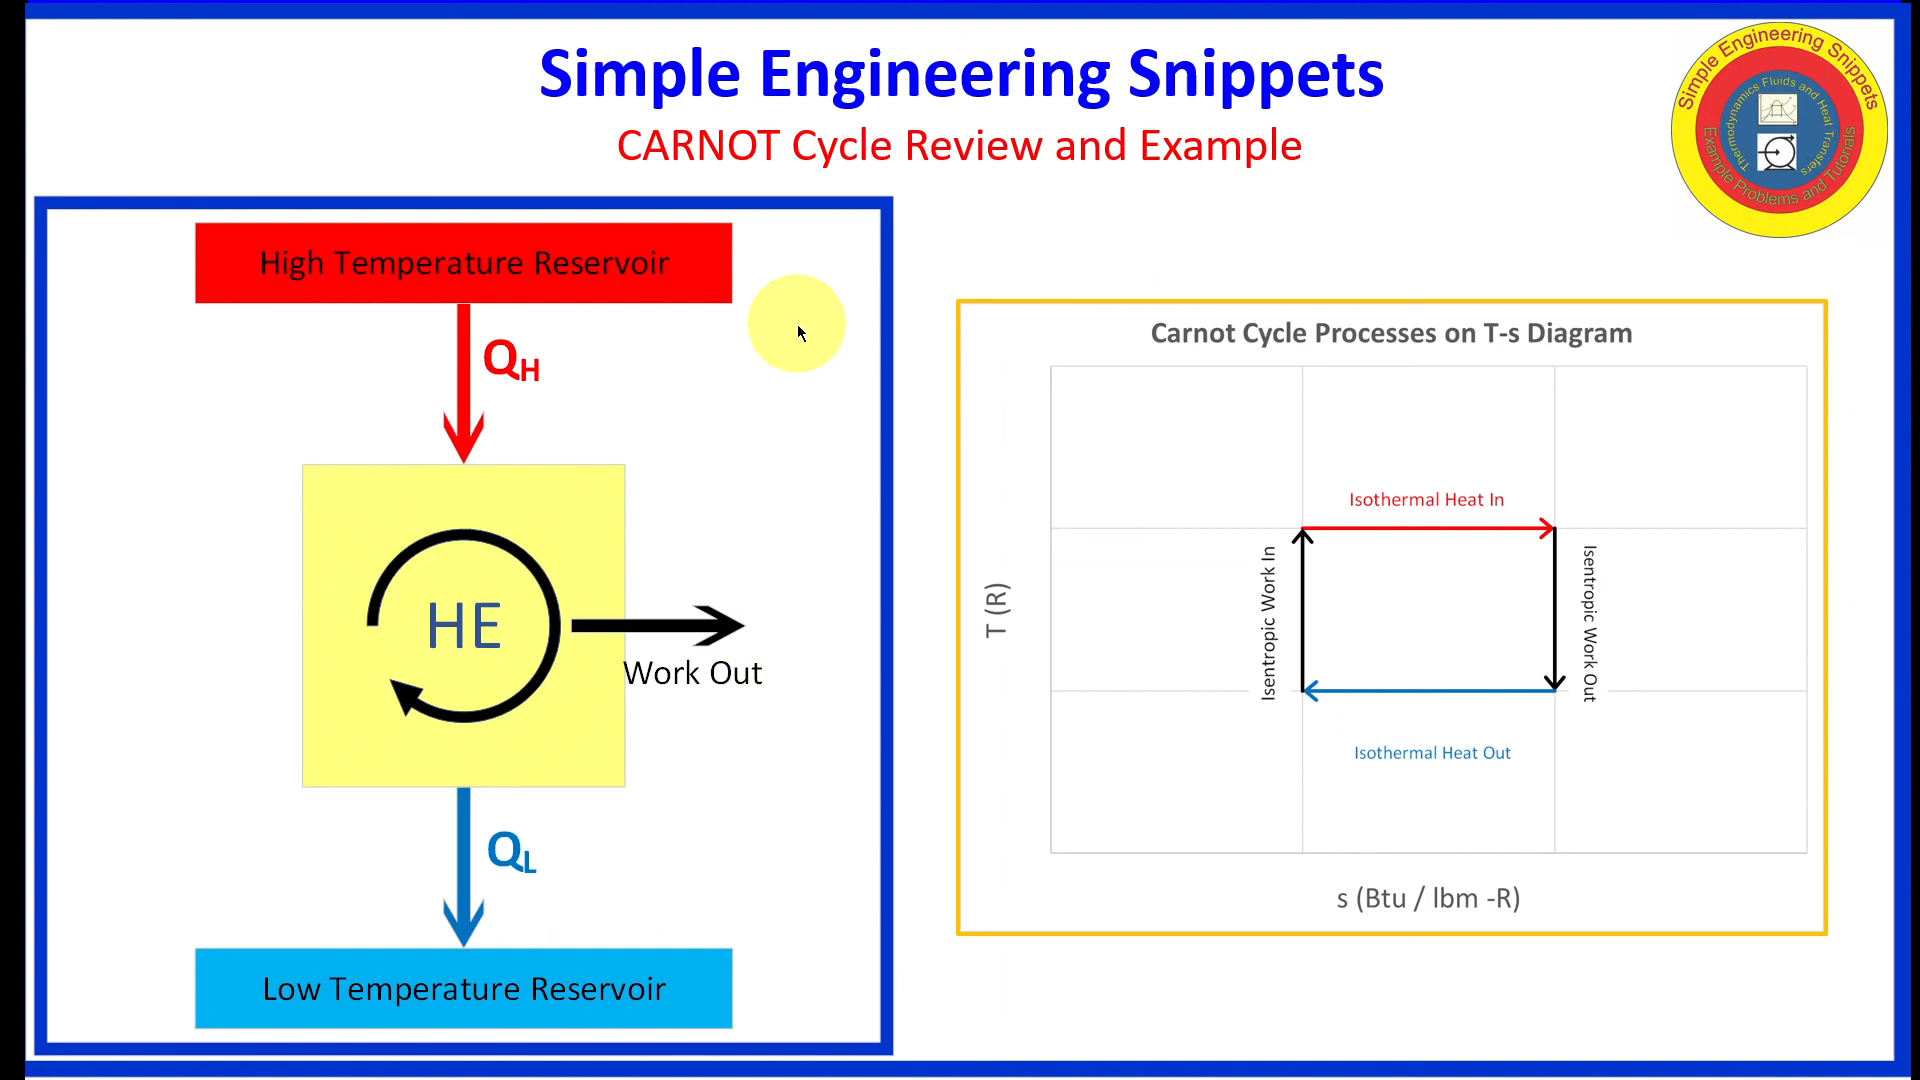 Simple Engineering Snippets
CARNOT Cycle Review and Example
Simple Engineering Snippets
Thermodynamics Fluids and Heat Transfers
Example Problems and Tutorials
High Temperature Reservoir
QH
HE
Work Out
QL
Low Temperature Reservoir
Carnot Cycle Processes on T-s Diagram
Isothermal Heat In
Isentropic Work In
Isentropic Work Out
T (R)
Isothermal Heat Out
s (Btu / lbm -R)